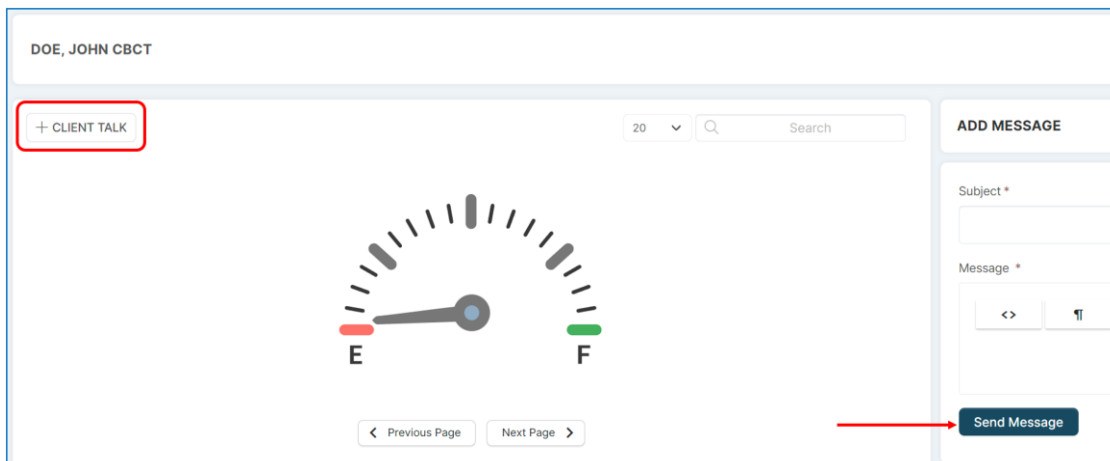 DOE, JOHN CBCT
+ CLIENT TALK
20
Search
E
F
Previous Page
Next Page
ADD MESSAGE
Subject *
Message *
<>
¶
Send Message